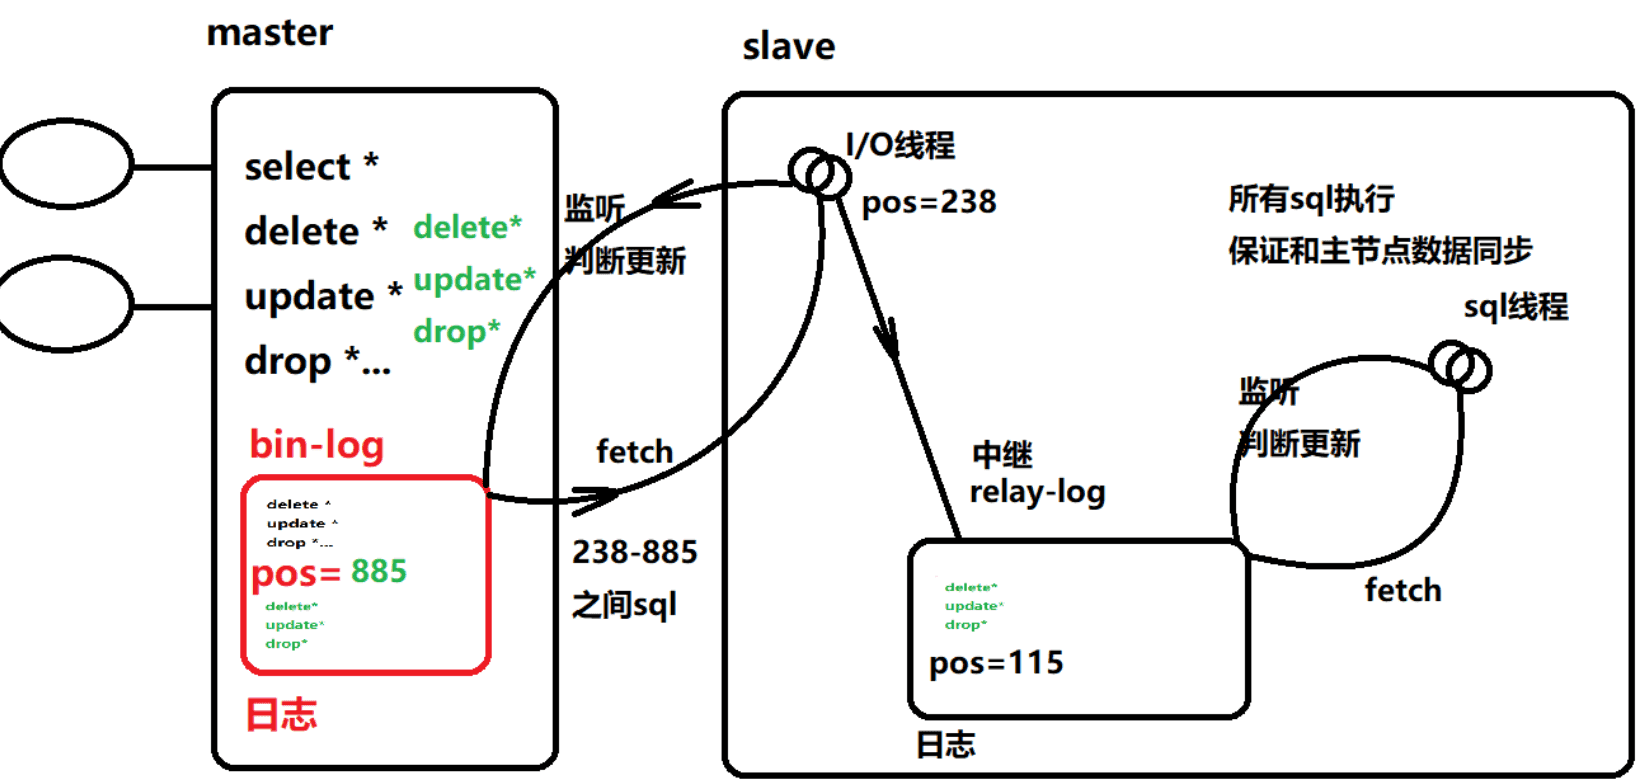 master
select *
delete *
update *
drop *...
delete*
update*
drop*
bin-log
delete *
update *
drop *...
pos= 885
delete*
update*
drop*
日志
监听
判断更新
fetch
238-885
之间sql
slave
I/O线程
pos=238
中继
relay-log
delete*
update*
drop*
pos=115
日志
所有sql执行
保证和主节点数据同步
sql线程
监听
判断更新
fetch